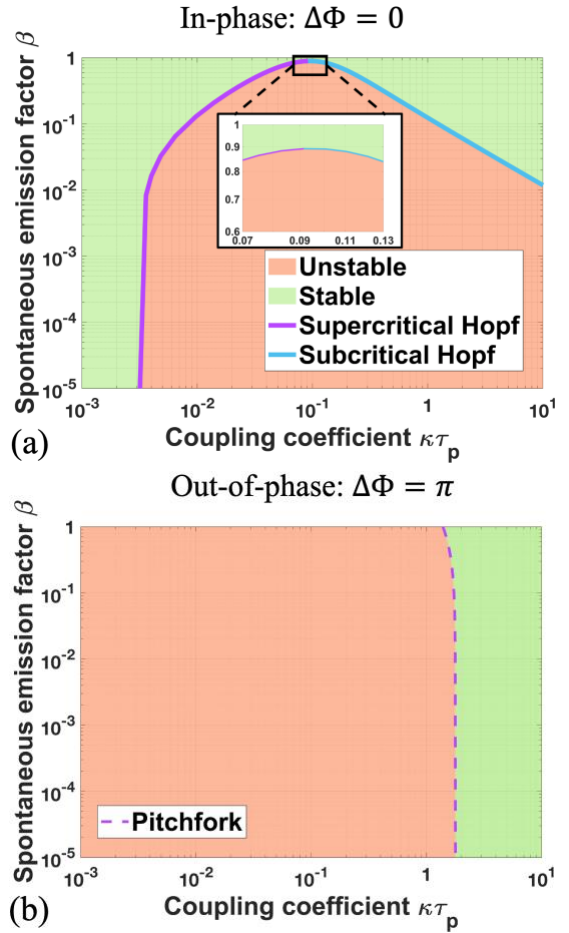 In-phase: ΔΦ = 0
Spontaneous emission factor β
1
10⁻¹
10⁻²
10⁻³
10⁻⁴
10⁻⁵
1
0.9
0.8
0.7
0.6
0.07 0.09 0.11 0.13
Unstable
Stable
Supercritical Hopf
Subcritical Hopf
10⁻³ 10⁻² 10⁻¹ 1 10¹
Coupling coefficient κτₚ
(a)
Out-of-phase: ΔΦ = π
Spontaneous emission factor β
1
10⁻¹
10⁻²
10⁻³
10⁻⁴
10⁻⁵
Pitchfork
10⁻³ 10⁻² 10⁻¹ 1 10¹
Coupling coefficient κτₚ
(b)